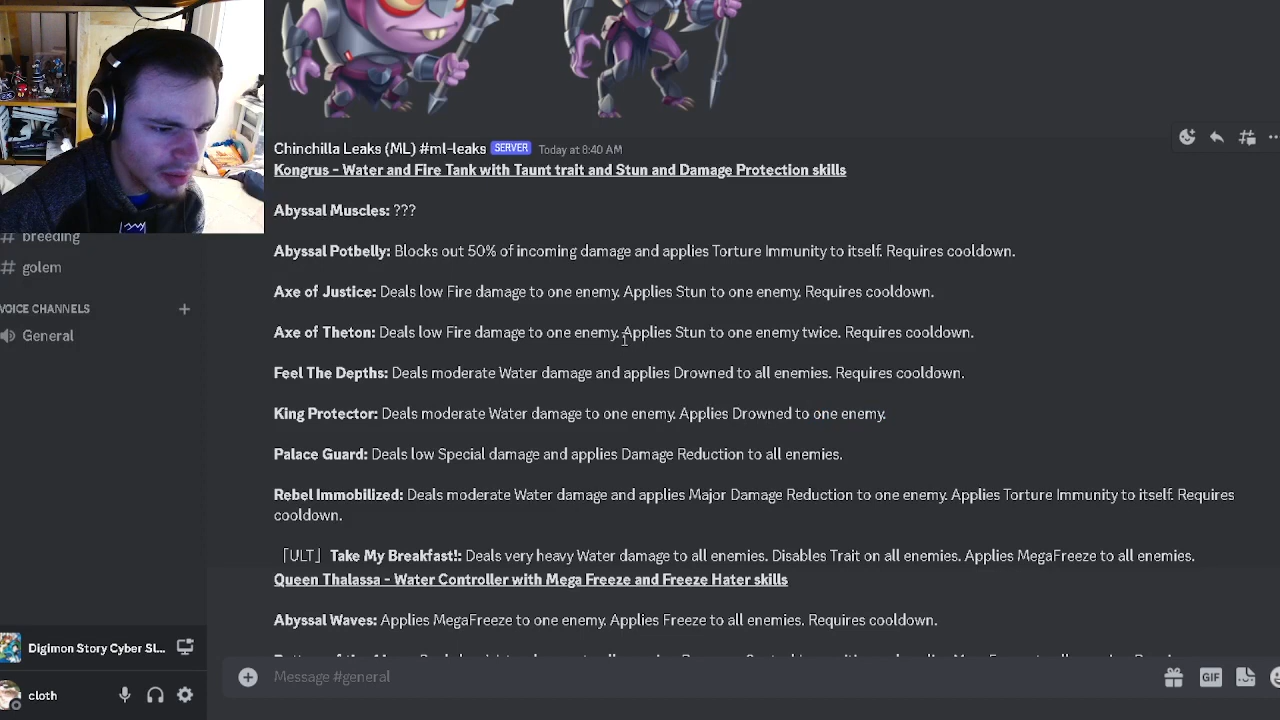 Chinchilla Leaks (ML) #ml-leaks SERVER Today at 8:40 AM
Kongrus - Water and Fire Tank with Taunt trait and Stun and Damage Protection skills
Abyssal Muscles: ???
Abyssal Potbelly: Blocks out 50% of incoming damage and applies Torture Immunity to itself. Requires cooldown.
Axe of Justice: Deals low Fire damage to one enemy. Applies Stun to one enemy. Requires cooldown.
Axe of Theton: Deals low Fire damage to one enemy. Applies Stun to one enemy twice. Requires cooldown.
Feel The Depths: Deals moderate Water damage and applies Drowned to all enemies. Requires cooldown.
King Protector: Deals moderate Water damage to one enemy. Applies Drowned to one enemy.
Palace Guard: Deals low Special damage and applies Damage Reduction to all enemies.
Rebel Immobilized: Deals moderate Water damage and applies Major Damage Reduction to one enemy. Applies Torture Immunity to itself. Requires
cooldown.
「ULT」 Take My Breakfast!: Deals very heavy Water damage to all enemies. Disables Trait on all enemies. Applies MegaFreeze to all enemies.
Queen Thalassa - Water Controller with Mega Freeze and Freeze Hater skills
Abyssal Waves: Applies MegaFreeze to one enemy. Applies Freeze to all enemies. Requires cooldown.
Message #general
GIF
# breeding
# golem
VOICE CHANNELS
General
Digimon Story Cyber Sl...
cloth